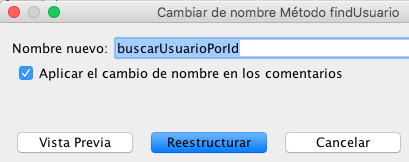 Cambiar de nombre Método findUsuario
Nombre nuevo: buscarUsuarioPorId
Aplicar el cambio de nombre en los comentarios
Vista Previa Reestructurar Cancelar